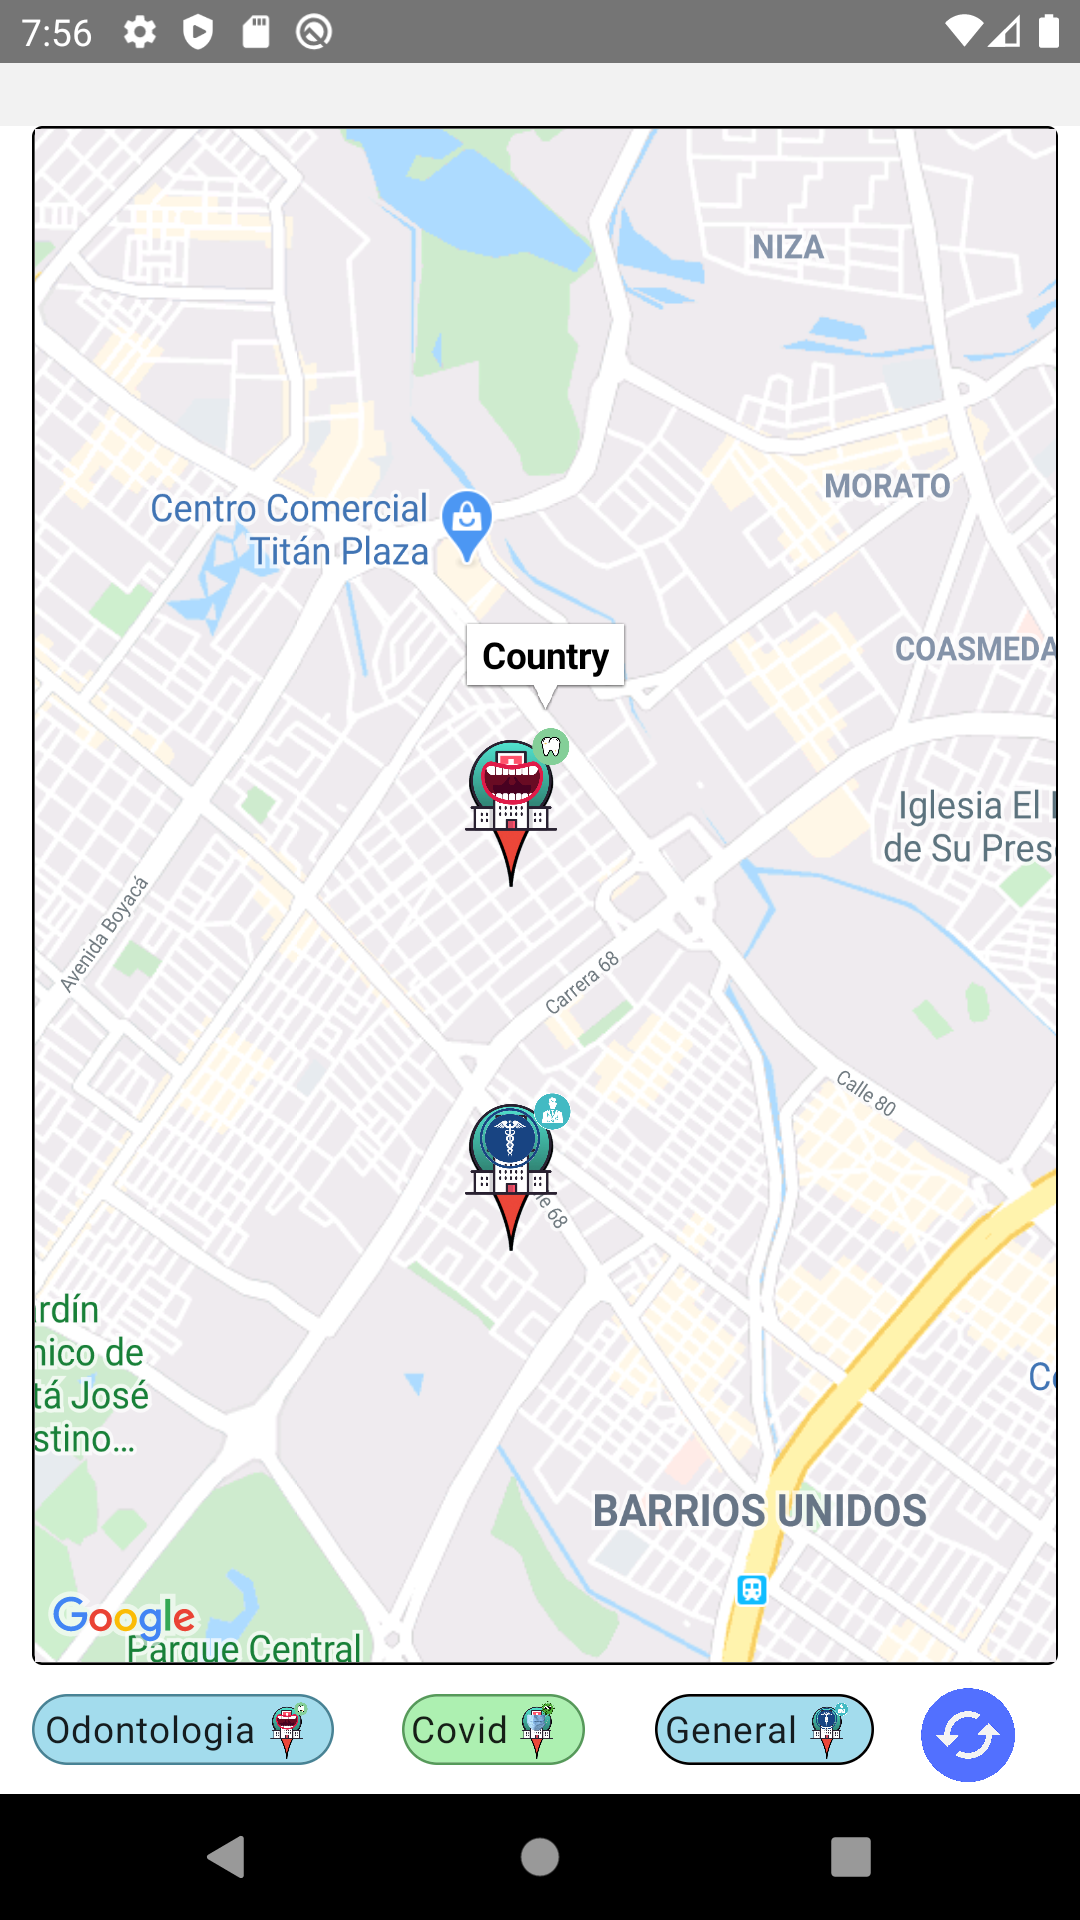 7:56
NIZA
MORATO
Centro Comercial
Titán Plaza
COASMEDA
Country
Iglesia El
de Su Pres
Avenida Boyacá
Carrera 68
Calle 80
le 68
rdín
nico de
tá José
stino...
BARRIOS UNIDOS
Google
Parque Central
Odontologia
Covid
General